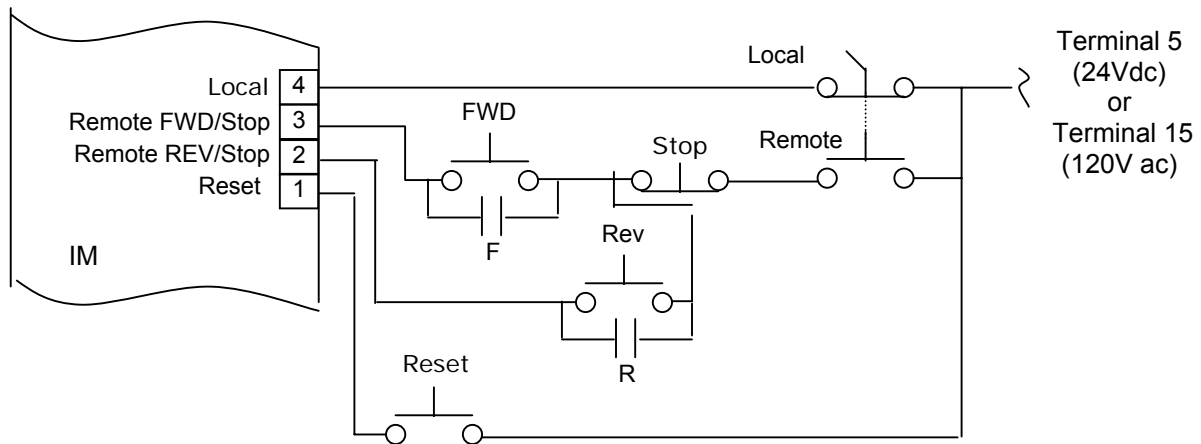 Local 4
Remote FWD/Stop 3
Remote REV/Stop 2
Reset 1
IM
FWD
F
Stop
Rev
R
Reset
Local
Remote
Terminal 5
(24Vdc)
or
Terminal 15
(120V ac)